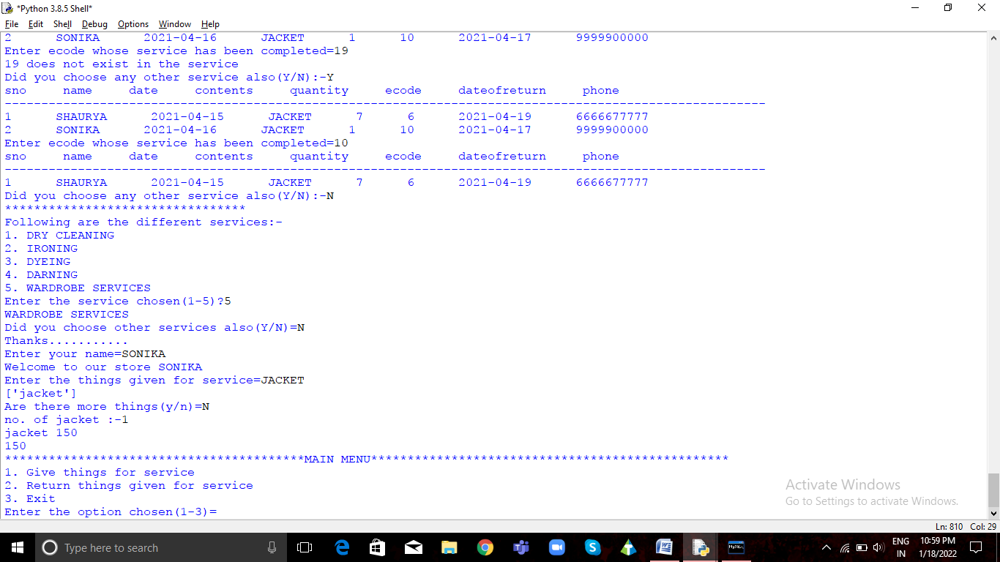 *Python 3.8.5 Shell*
File Edit Shell Debug Options Window Help
2 SONIKA 2021-04-16 JACKET 1 10 2021-04-17 9999900000
Enter ecode whose service has been completed=19
19 does not exist in the service
Did you choose any other service also(Y/N):-Y
sno name date contents quantity ecode dateofreturn phone
--------------------------------------------------------------------------------------------------------
1 SHAURYA 2021-04-15 JACKET 7 6 2021-04-19 6666677777
2 SONIKA 2021-04-16 JACKET 1 10 2021-04-17 9999900000
Enter ecode whose service has been completed=10
sno name date contents quantity ecode dateofreturn phone
--------------------------------------------------------------------------------------------------------
1 SHAURYA 2021-04-15 JACKET 7 6 2021-04-19 6666677777
Did you choose any other service also(Y/N):-N
*********************************
Following are the different services:-
1. DRY CLEANING
2. IRONING
3. DYEING
4. DARNING
5. WARDROBE SERVICES
Enter the service chosen(1-5)?5
WARDROBE SERVICES
Did you choose other services also(Y/N)=N
Thanks...........
Enter your name=SONIKA
Welcome to our store SONIKA
Enter the things given for service=JACKET
['jacket']
Are there more things(y/n)=N
no. of jacket :-1
jacket 150
150
*****************************************MAIN MENU*************************************************
1. Give things for service
2. Return things given for service
3. Exit
Enter the option chosen(1-3)=
Activate Windows
Go to Settings to activate Windows.
Ln: 810 Col: 29
Type here to search
MySQL
ENG
IN
10:59 PM
1/18/2022